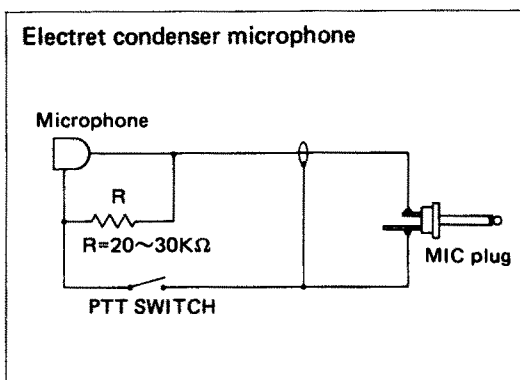 Electret condenser microphone
Microphone
R
R=20~30KΩ
MIC plug
PTT SWITCH